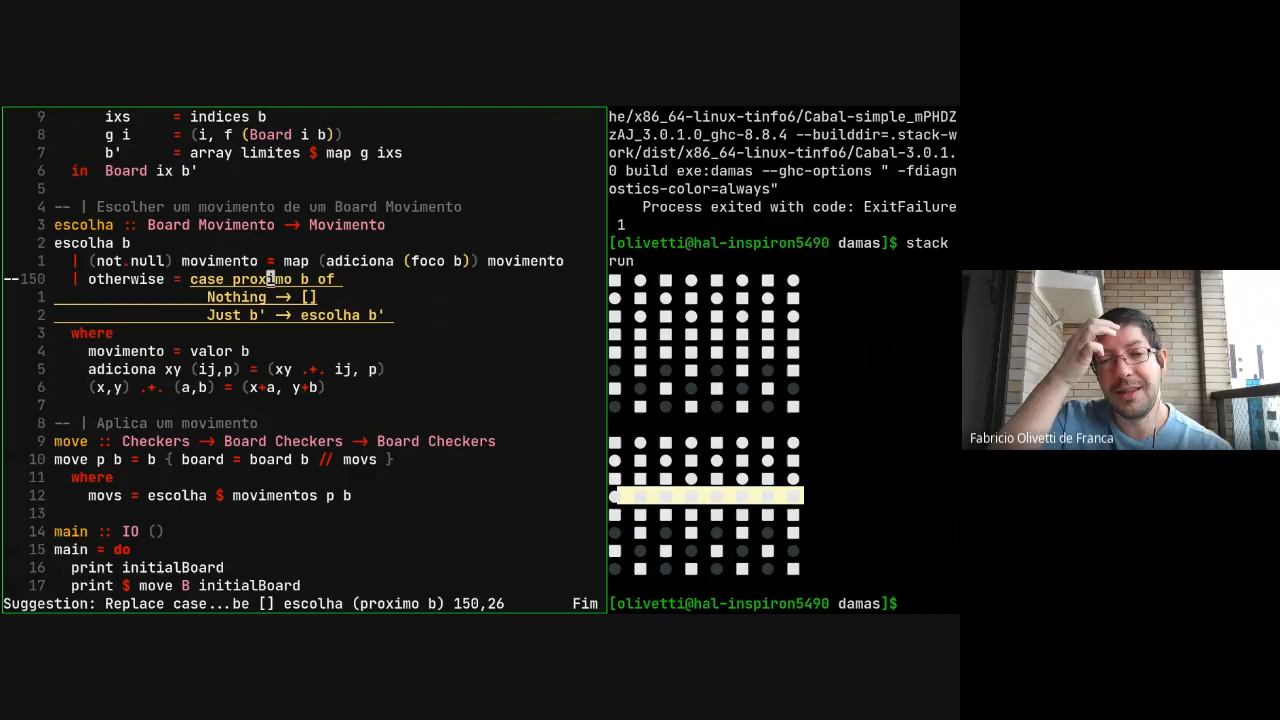 9 ixs = indices b
8 g i = (i, f (Board i b))
7 b' = array limites $ map g ixs
6 in Board ix b'
5
4 -- | Escolher um movimento de um Board Movimento
3 escolha :: Board Movimento → Movimento
2 escolha b
1 | (not.null) movimento = map (adiciona (foco b)) movimento
--150 | otherwise = case proximo b of
1 Nothing → []
2 Just b' → escolha b'
3 where
4 movimento = valor b
5 adiciona xy (ij,p) = (xy .+. ij, p)
6 (x,y) .+. (a,b) = (x+a, y+b)
7
8 -- | Aplica um movimento
9 move :: Checkers → Board Checkers → Board Checkers
10 move p b = b { board = board b // movs }
11 where
12 movs = escolha $ movimentos p b
13
14 main :: IO ()
15 main = do
16 print initialBoard
17 print $ move B initialBoard
Suggestion: Replace case...be [] escolha (proximo b) 150,26 Fim
he/x86_64-linux-tinfo6/Cabal-simple_mPHDZ
zAJ_3.0.1.0_ghc-8.8.4 --builddir=.stack-w
ork/dist/x86_64-linux-tinfo6/Cabal-3.0.1.
0 build exe:damas --ghc-options " -fdiagn
ostics-color=always"
Process exited with code: ExitFailure
1
[olivetti@hal-inspiron5490 damas]$ stack
run
[olivetti@hal-inspiron5490 damas]$
Fabricio Olivetti de Franca